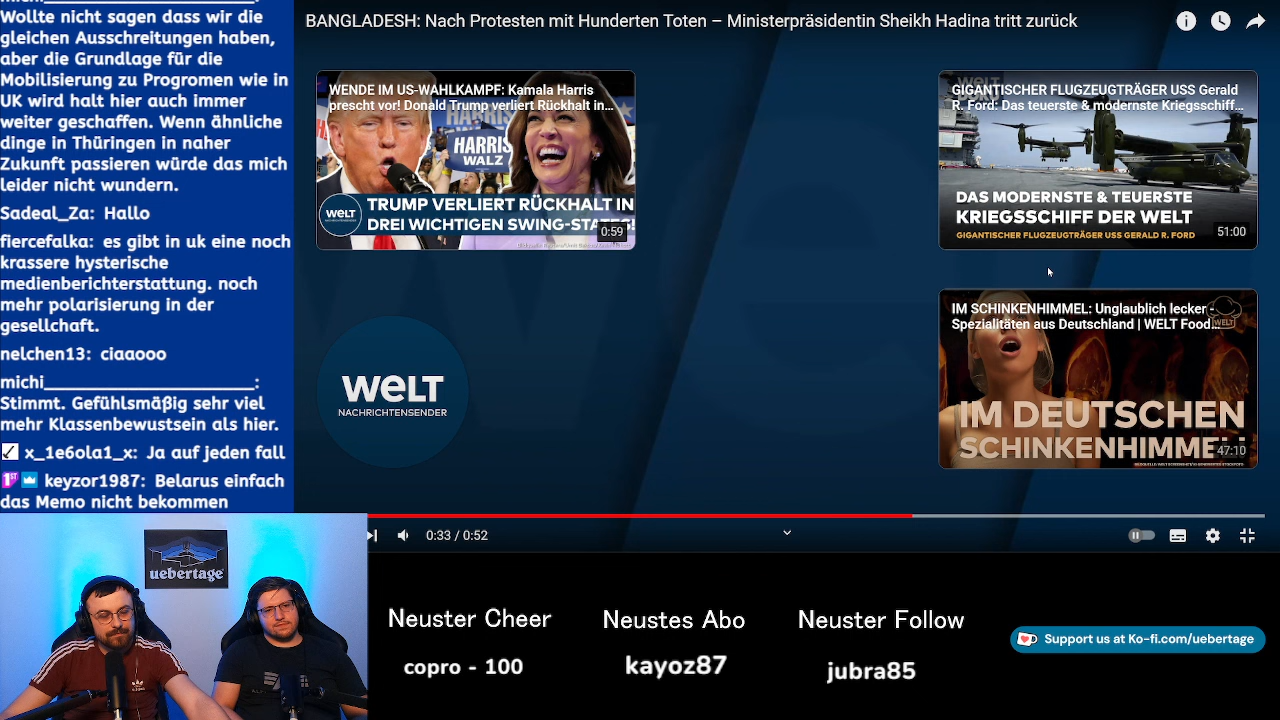 michi______________________:
Wollte nicht sagen dass wir die
gleichen Ausschreitungen haben,
aber die Grundlage für die
Mobilisierung zu Progromen wie in
UK wird halt hier auch immer
weiter geschaffen. Wenn ähnliche
dinge in Thüringen in naher
Zukunft passieren würde das mich
leider nicht wundern.
Sadeal_Za: Hallo
fiercefalka: es gibt in uk eine noch
krassere hysterische
medienberichterstattung. noch
mehr polarisierung in der
gesellschaft.
nelchen13: ciaaooo
michi______________________:
Stimmt. Gefühlsmäßig sehr viel
mehr Klassenbewustsein als hier.
x_1e6ola1_x: Ja auf jeden fall
1ST keyzor1987: Belarus einfach
das Memo nicht bekommen
BANGLADESH: Nach Protesten mit Hunderten Toten – Ministerpräsidentin Sheikh Hadina tritt zurück
WENDE IM US-WAHLKAMPF: Kamala Harris
prescht vor! Donald Trump verliert Rückhalt in...
HARRIS
WALZ
WELT
NACHRICHTENSENDER
TRUMP VERLIERT RÜCKHALT IN
DREI WICHTIGEN SWING-STATES!
0:59
GIGANTISCHER FLUGZEUGTRÄGER USS Gerald
R. Ford: Das teuerste & modernste Kriegsschiff...
DAS MODERNSTE & TEUERSTE
KRIEGSSCHIFF DER WELT
GIGANTISCHER FLUGZEUGTRÄGER USS GERALD R. FORD
51:00
IM SCHINKENHIMMEL: Unglaublich lecker -
Spezialitäten aus Deutschland | WELT Food...
WELT
IM DEUTSCHEN
SCHINKENHIMMEL
47:10
WELT
NACHRICHTENSENDER
0:33 / 0:52
uebertage
Neuster Cheer
copro - 100
Neustes Abo
kayoz87
Neuster Follow
jubra85
Support us at Ko-fi.com/uebertage